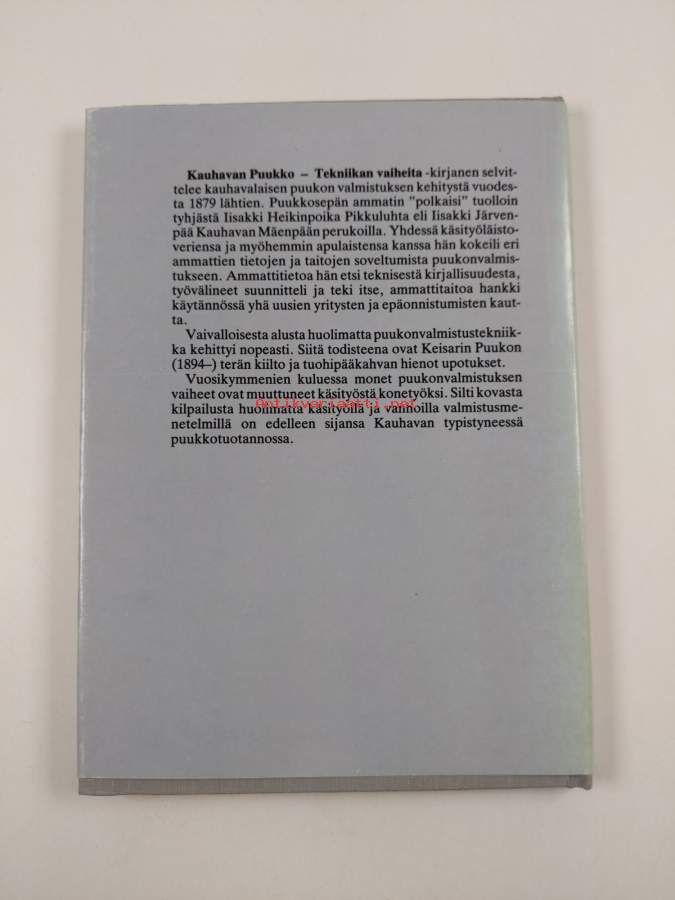 Kauhavan Puukko – Tekniikan vaiheita -kirjanen selvit-
telee kauhavalaisen puukon valmistuksen kehitystä vuodes-
ta 1879 lähtien. Puukkosepän ammatin "polkaisi" tuolloin
tyhjästä Iisakki Heikinpoika Pikkuluhta eli Iisakki Järven-
pää Kauhavan Mäenpään perukoilla. Yhdessä käsityöläisto-
veriensa ja myöhemmin apulaistensa kanssa hän kokeili eri
ammattien tietojen ja taitojen soveltumista puukonvalmis-
tukseen. Ammattitietoa hän etsi teknisestä kirjallisuudesta,
työvälineet suunnitteli ja teki itse, ammattitaitoa hankki
käytännössä yhä uusien yritysten ja epäonnistumisten kaut-
ta.
Vaivalloisesta alusta huolimatta puukonvalmistustekniik-
ka kehittyi nopeasti. Siitä todisteena ovat Keisarin Puukon
(1894–) terän kiilto ja tuohipääkahvan hienot upotukset.
Vuosikymmenien kuluessa monet puukonvalmistuksen
vaiheet ovat muuttuneet käsityöstä konetyöksi. Silti kovasta
Antikvariaatti.net
kilpailusta huolimatta käsityöllä ja vanhoilla valmistusme-
netelmillä on edelleen sijansa Kauhavan typistyneessä
puukkotuotannossa.